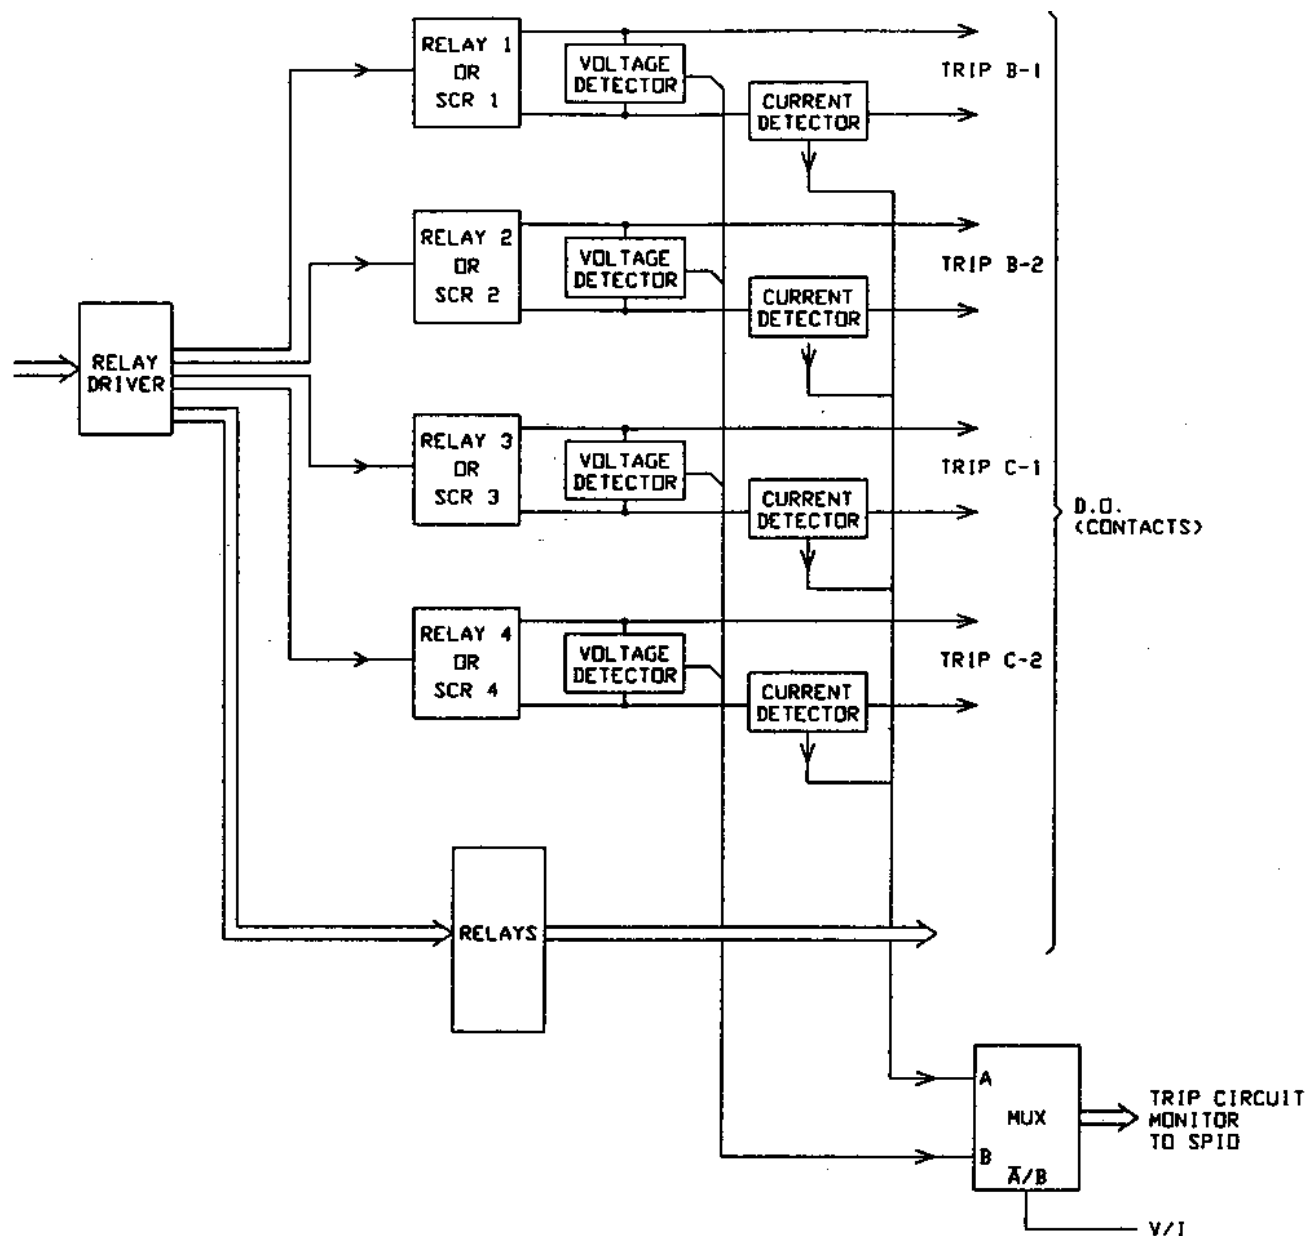 RELAY 1
OR
SCR 1
VOLTAGE
DETECTOR
CURRENT
DETECTOR
TRIP B-1
RELAY 2
OR
SCR 2
VOLTAGE
DETECTOR
CURRENT
DETECTOR
TRIP B-2
RELAY
DRIVER
RELAY 3
OR
SCR 3
VOLTAGE
DETECTOR
CURRENT
DETECTOR
TRIP C-1
D.O.
(CONTACTS)
RELAY 4
OR
SCR 4
VOLTAGE
DETECTOR
CURRENT
DETECTOR
TRIP C-2
RELAYS
A
MUX
B
A̅/B
TRIP CIRCUIT
MONITOR
TO SPIO
V/I